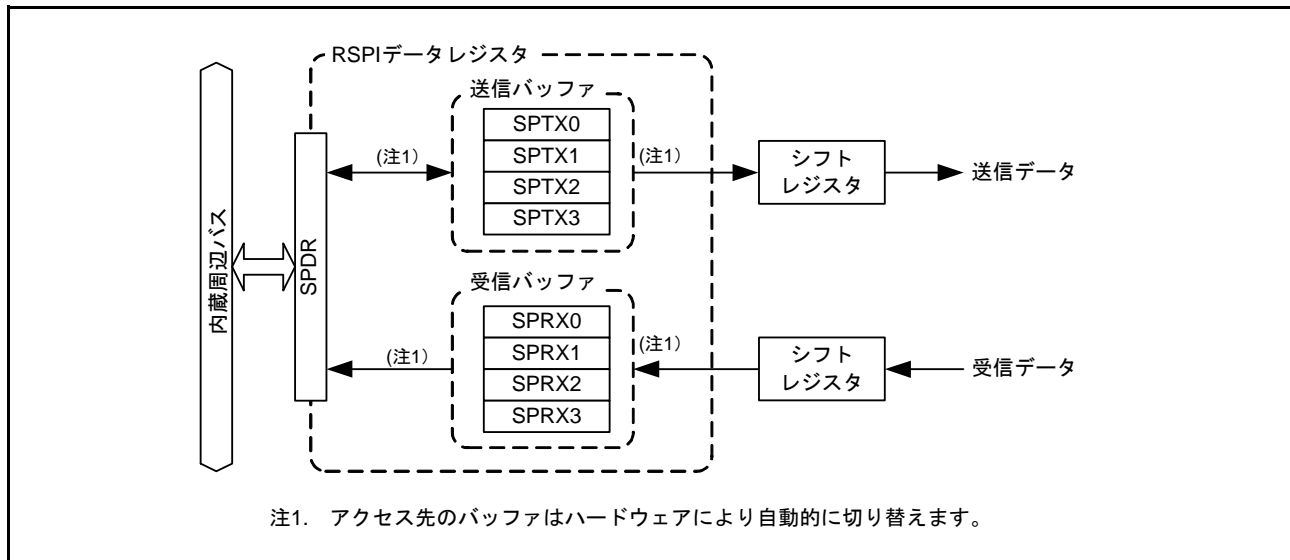 RSPIデータレジスタ
送信バッファ
SPTX0
SPTX1
SPTX2
SPTX3
(注1)
(注1)
シフト
レジスタ
送信データ
内蔵周辺バス
SPDR
受信バッファ
SPRX0
SPRX1
SPRX2
SPRX3
(注1)
(注1)
シフト
レジスタ
受信データ
注1. アクセス先のバッファはハードウェアにより自動的に切り替えます。